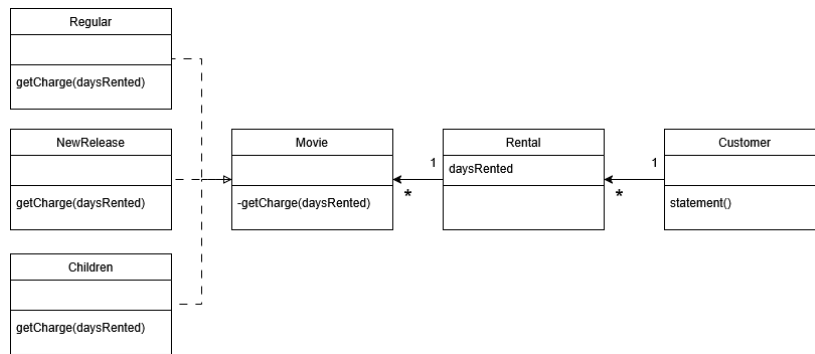 Regular
getCharge(daysRented)
NewRelease
getCharge(daysRented)
Children
getCharge(daysRented)
Movie
-getCharge(daysRented)
1
*
Rental
daysRented
1
*
Customer
statement()